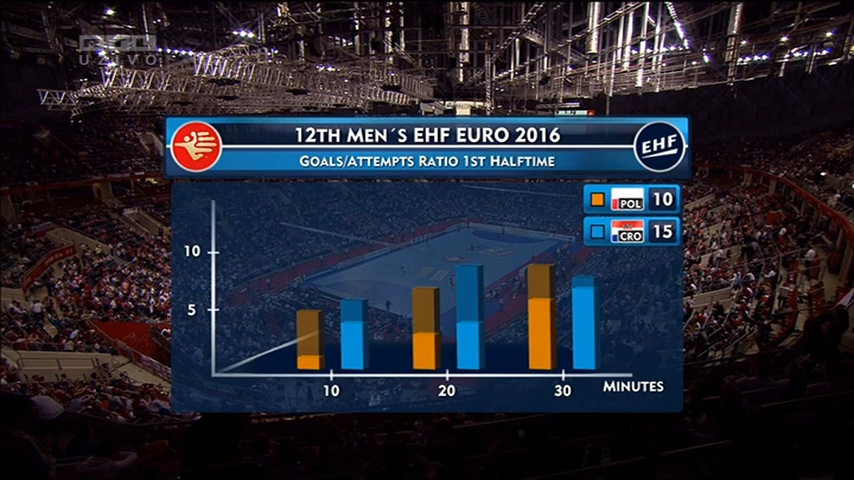 UŽIVO
12TH MEN´S EHF EURO 2016
EHF
GOALS/ATTEMPTS RATIO 1ST HALFTIME
POL 10
CRO 15
10
5
10 20 30 MINUTES